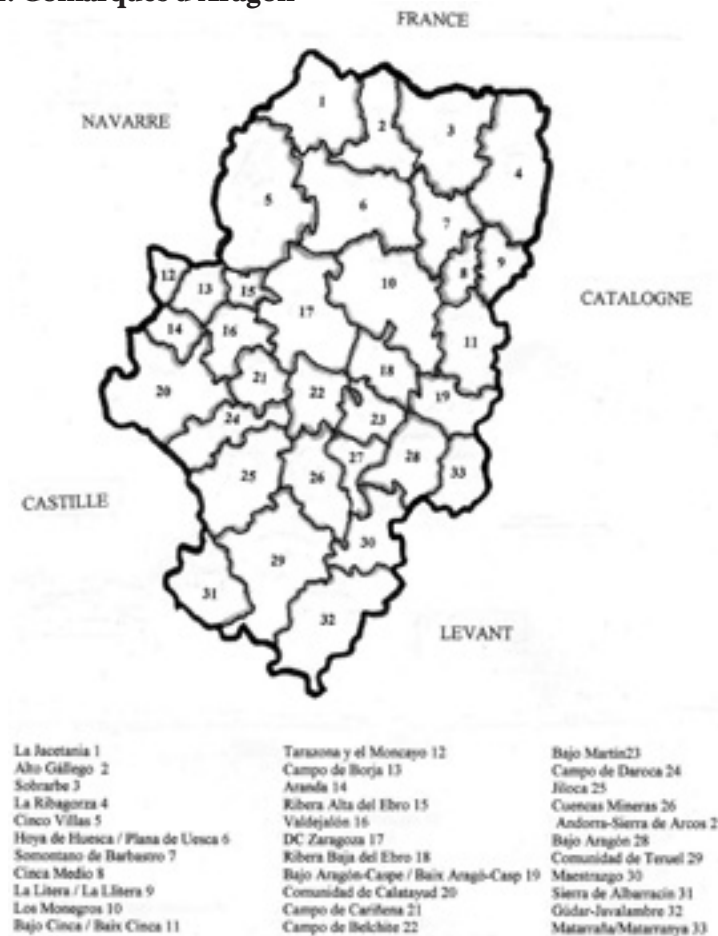 Comarques d'Aragon
FRANCE
NAVARRE
1
2
3
4
5
6
7
8
9
12
13
15
10
17
CATALOGNE
14
16
11
18
20
21
22
19
24
23
27
28
33
25
26
CASTILLE
30
29
31
32
LEVANT
La Jacetania 1
Alto Gállego 2
Sobrarbe 3
La Ribagorza 4
Cinco Villas 5
Hoya de Huesca / Plana de Uesca 6
Somontano de Barbastro 7
Cinca Medio 8
La Litera / La Llitera 9
Los Monegros 10
Bajo Cinca / Baix Cinca 11
Tarazona y el Moncayo 12
Campo de Borja 13
Aranda 14
Ribera Alta del Ebro 15
Valdejalón 16
DC Zaragoza 17
Ribera Baja del Ebro 18
Bajo Aragón-Caspe / Baix Aragó-Casp 19
Comunidad de Calatayud 20
Campo de Cariñena 21
Campo de Belchite 22
Bajo Martín23
Campo de Daroca 24
Jiloca 25
Cuencas Mineras 26
Andorra-Sierra de Arcos 2
Bajo Aragón 28
Comunidad de Teruel 29
Maestrazgo 30
Sierra de Albarracín 31
Gúdar-Javalambre 32
Matarraña/Matarranya 33